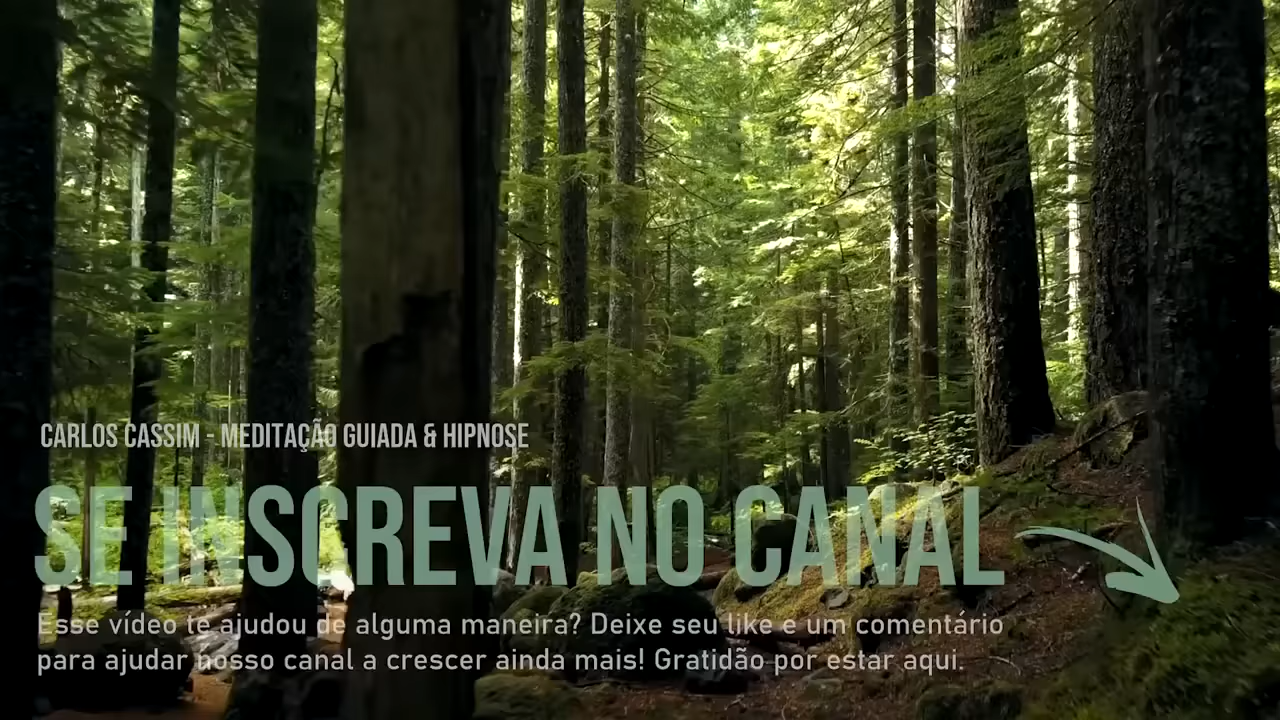 CARLOS CASSIM - MEDITAÇÃO GUIADA & HIPNOSE
SE INSCREVA NO CANAL
Esse vídeo te ajudou de alguma maneira? Deixe seu like e um comentário
para ajudar nosso canal a crescer ainda mais! Gratidão por estar aqui.